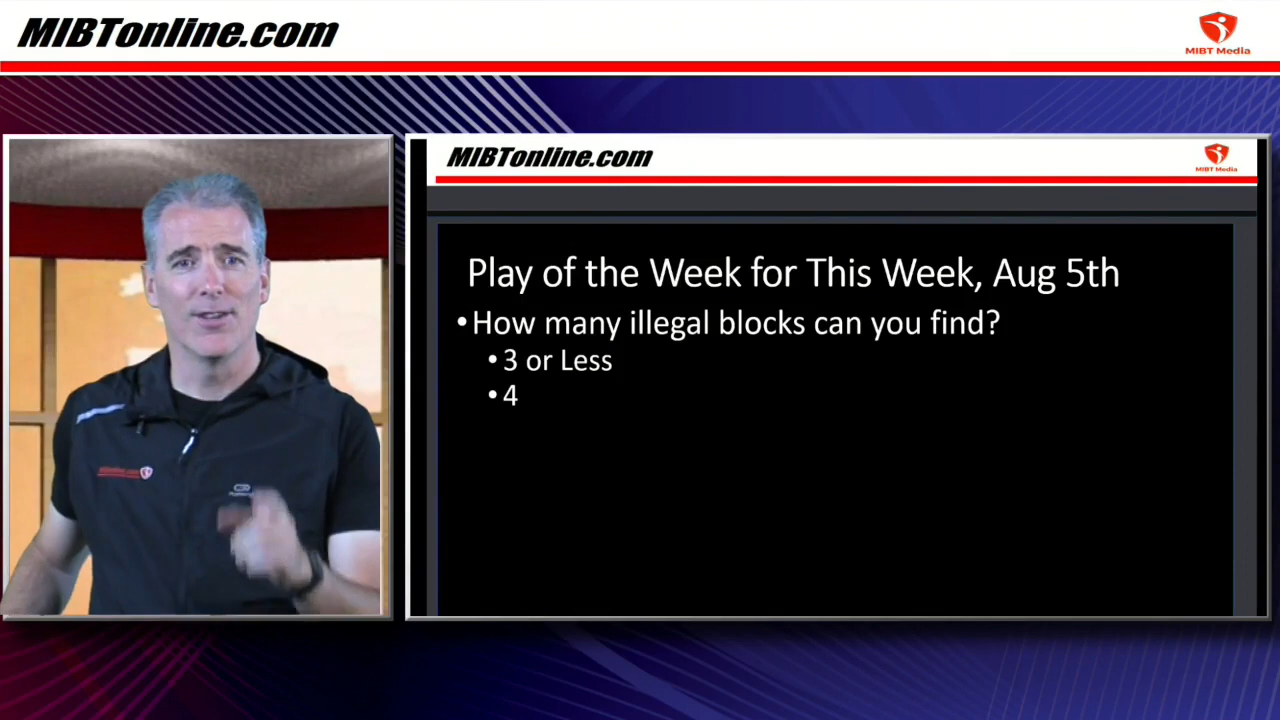 MIBTonline.com
MIBT Media
MIBTonline.com
MIBT Media
Play of the Week for This Week, Aug 5th
•How many illegal blocks can you find?
•3 or Less
•4